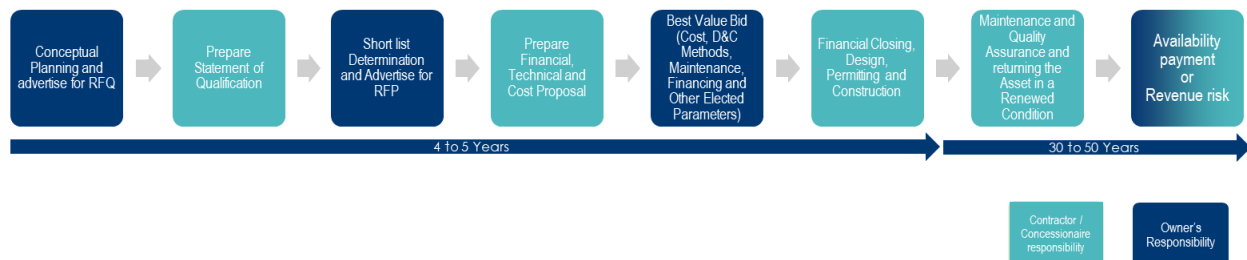 Conceptual
Planning and
advertise for RFQ
Prepare
Statement of
Qualification
Short list
Determination
and Advertise for
RFP
Prepare
Financial,
Technical and
Cost Proposal
Best Value Bid
(Cost, D&C
Methods,
Maintenance,
Financing and
Other Elected
Parameters)
Financial Closing,
Design,
Permitting and
Construction
Maintenance and
Quality
Assurance and
returning the
Asset in a
Renewed
Condition
Availability
payment
or
Revenue risk
4 to 5 Years
30 to 50 Years
Contractor /
Concessionaire
responsibility
Owner's
Responsibility